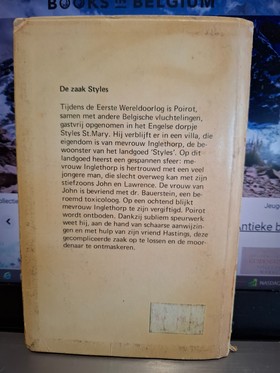 BOOKS IN BELGIUM
De zaak Styles
Tijdens de Eerste Wereldoorlog is Poirot,
samen met andere Belgische vluchtelingen,
gastvrij opgenomen in het Engelse dorpje
Styles St. Mary. Hij verblijft er in een villa, die
eigendom is van mevrouw Inglethorp, de be-
woonster van het landgoed 'Styles'. Op dit
landgoed heerst een gespannen sfeer: me-
vrouw Inglethorp is hertrouwd met een veel
jongere man, die slecht overweg kan met zijn
stiefzoons John en Lawrence. De vrouw van
John is bevriend met dr. Bauerstein, een be-
roemd toxicoloog. Op een ochtend blijkt
mevrouw Inglethorp te zijn vergiftigd. Poirot
wordt ontboden. Dankzij subliem speurwerk
weet hij, aan de hand van schaarse aanwijzin-
gen en met hulp van zijn vriend Hastings, deze
gecompliceerde zaak op te lossen en de moor-
denaar te ontmaskeren.
Jeug
Antieke b